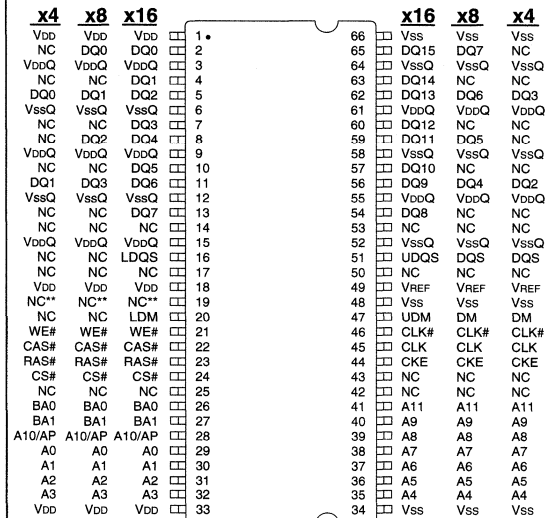 x4 x8 x16 x16 x8 x4
VDD VDD VDD 1 66 VSS VSS VSS
NC DQ0 DQ0 2 65 DQ15 DQ7 NC
VDDQ VDDQ VDDQ 3 64 VSSQ VSSQ VSSQ
NC NC DQ1 4 63 DQ14 NC NC
DQ0 DQ1 DQ2 5 62 DQ13 DQ6 DQ3
VssQ VssQ VssQ 6 61 VDDQ VDDQ VDDQ
NC NC DQ3 7 60 DQ12 NC NC
NC DQ2 DQ4 8 59 DQ11 DQ5 NC
VDDQ VDDQ VDDQ 9 58 VssQ VssQ VssQ
NC NC DQ5 10 57 DQ10 NC NC
DQ1 DQ3 DQ6 11 56 DQ9 DQ4 DQ2
VssQ VssQ VssQ 12 55 VDDQ VDDQ VDDQ
NC NC DQ7 13 54 DQ8 NC NC
NC NC NC 14 53 NC NC NC
VDDQ VDDQ VDDQ 15 52 VssQ VssQ VssQ
NC NC LDQS 16 51 UDQS DQS DQS
NC NC NC 17 50 NC NC NC
VDD VDD VDD 18 49 VREF VREF VREF
NC** NC** NC** 19 48 Vss Vss Vss
NC NC LDM 20 47 UDM DM DM
WE# WE# WE# 21 46 CLK# CLK# CLK#
CAS# CAS# CAS# 22 45 CLK CLK CLK
RAS# RAS# RAS# 23 44 CKE CKE CKE
CS# CS# CS# 24 43 NC NC NC
NC NC NC 25 42 NC NC NC
BA0 BA0 BA0 26 41 A11 A11 A11
BA1 BA1 BA1 27 40 A9 A9 A9
A10/AP A10/AP A10/AP 28 39 A8 A8 A8
A0 A0 A0 29 38 A7 A7 A7
A1 A1 A1 30 37 A6 A6 A6
A2 A2 A2 31 36 A5 A5 A5
A3 A3 A3 32 35 A4 A4 A4
VDD VDD VDD 33 34 Vss Vss Vss